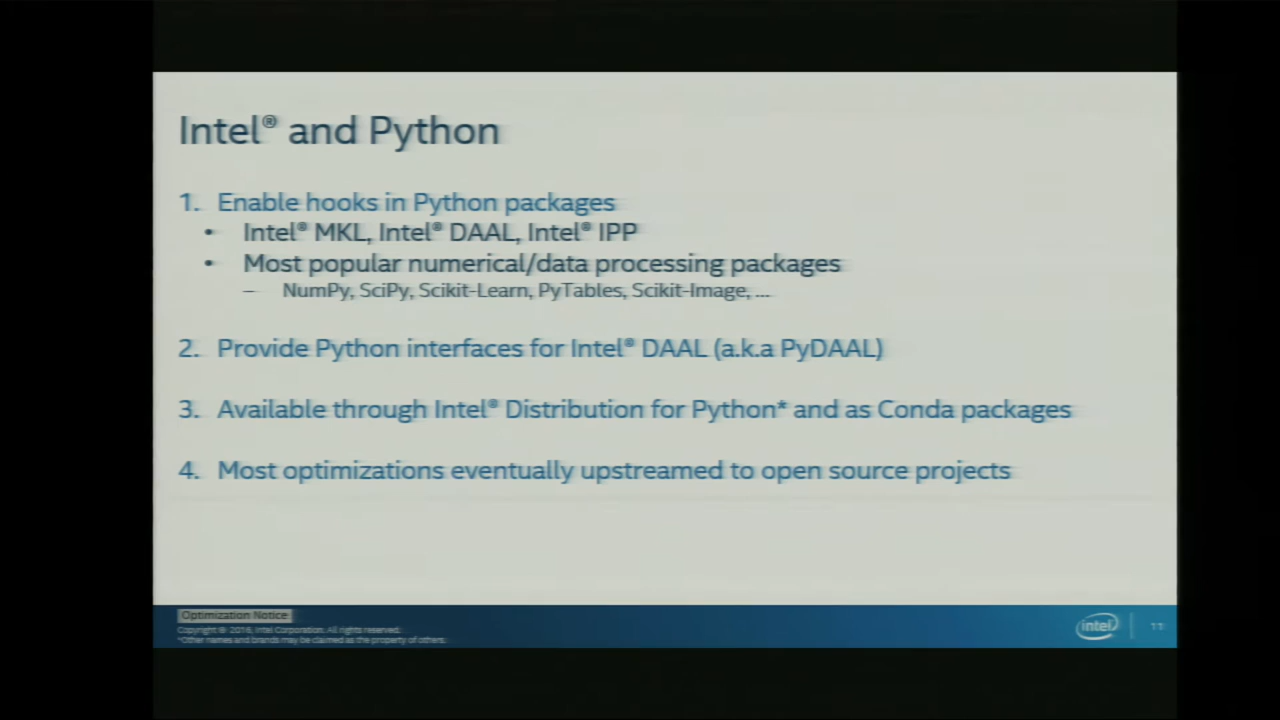 Intel® and Python
1. Enable hooks in Python packages
• Intel® MKL, Intel® DAAL, Intel® IPP
• Most popular numerical/data processing packages
– NumPy, SciPy, Scikit-Learn, PyTables, Scikit-Image, ...
2. Provide Python interfaces for Intel® DAAL (a.k.a PyDAAL)
3. Available through Intel® Distribution for Python* and as Conda packages
4. Most optimizations eventually upstreamed to open source projects
Optimization Notice
Copyright © 2016, Intel Corporation. All rights reserved.
*Other names and brands may be claimed as the property of others.
intel
11